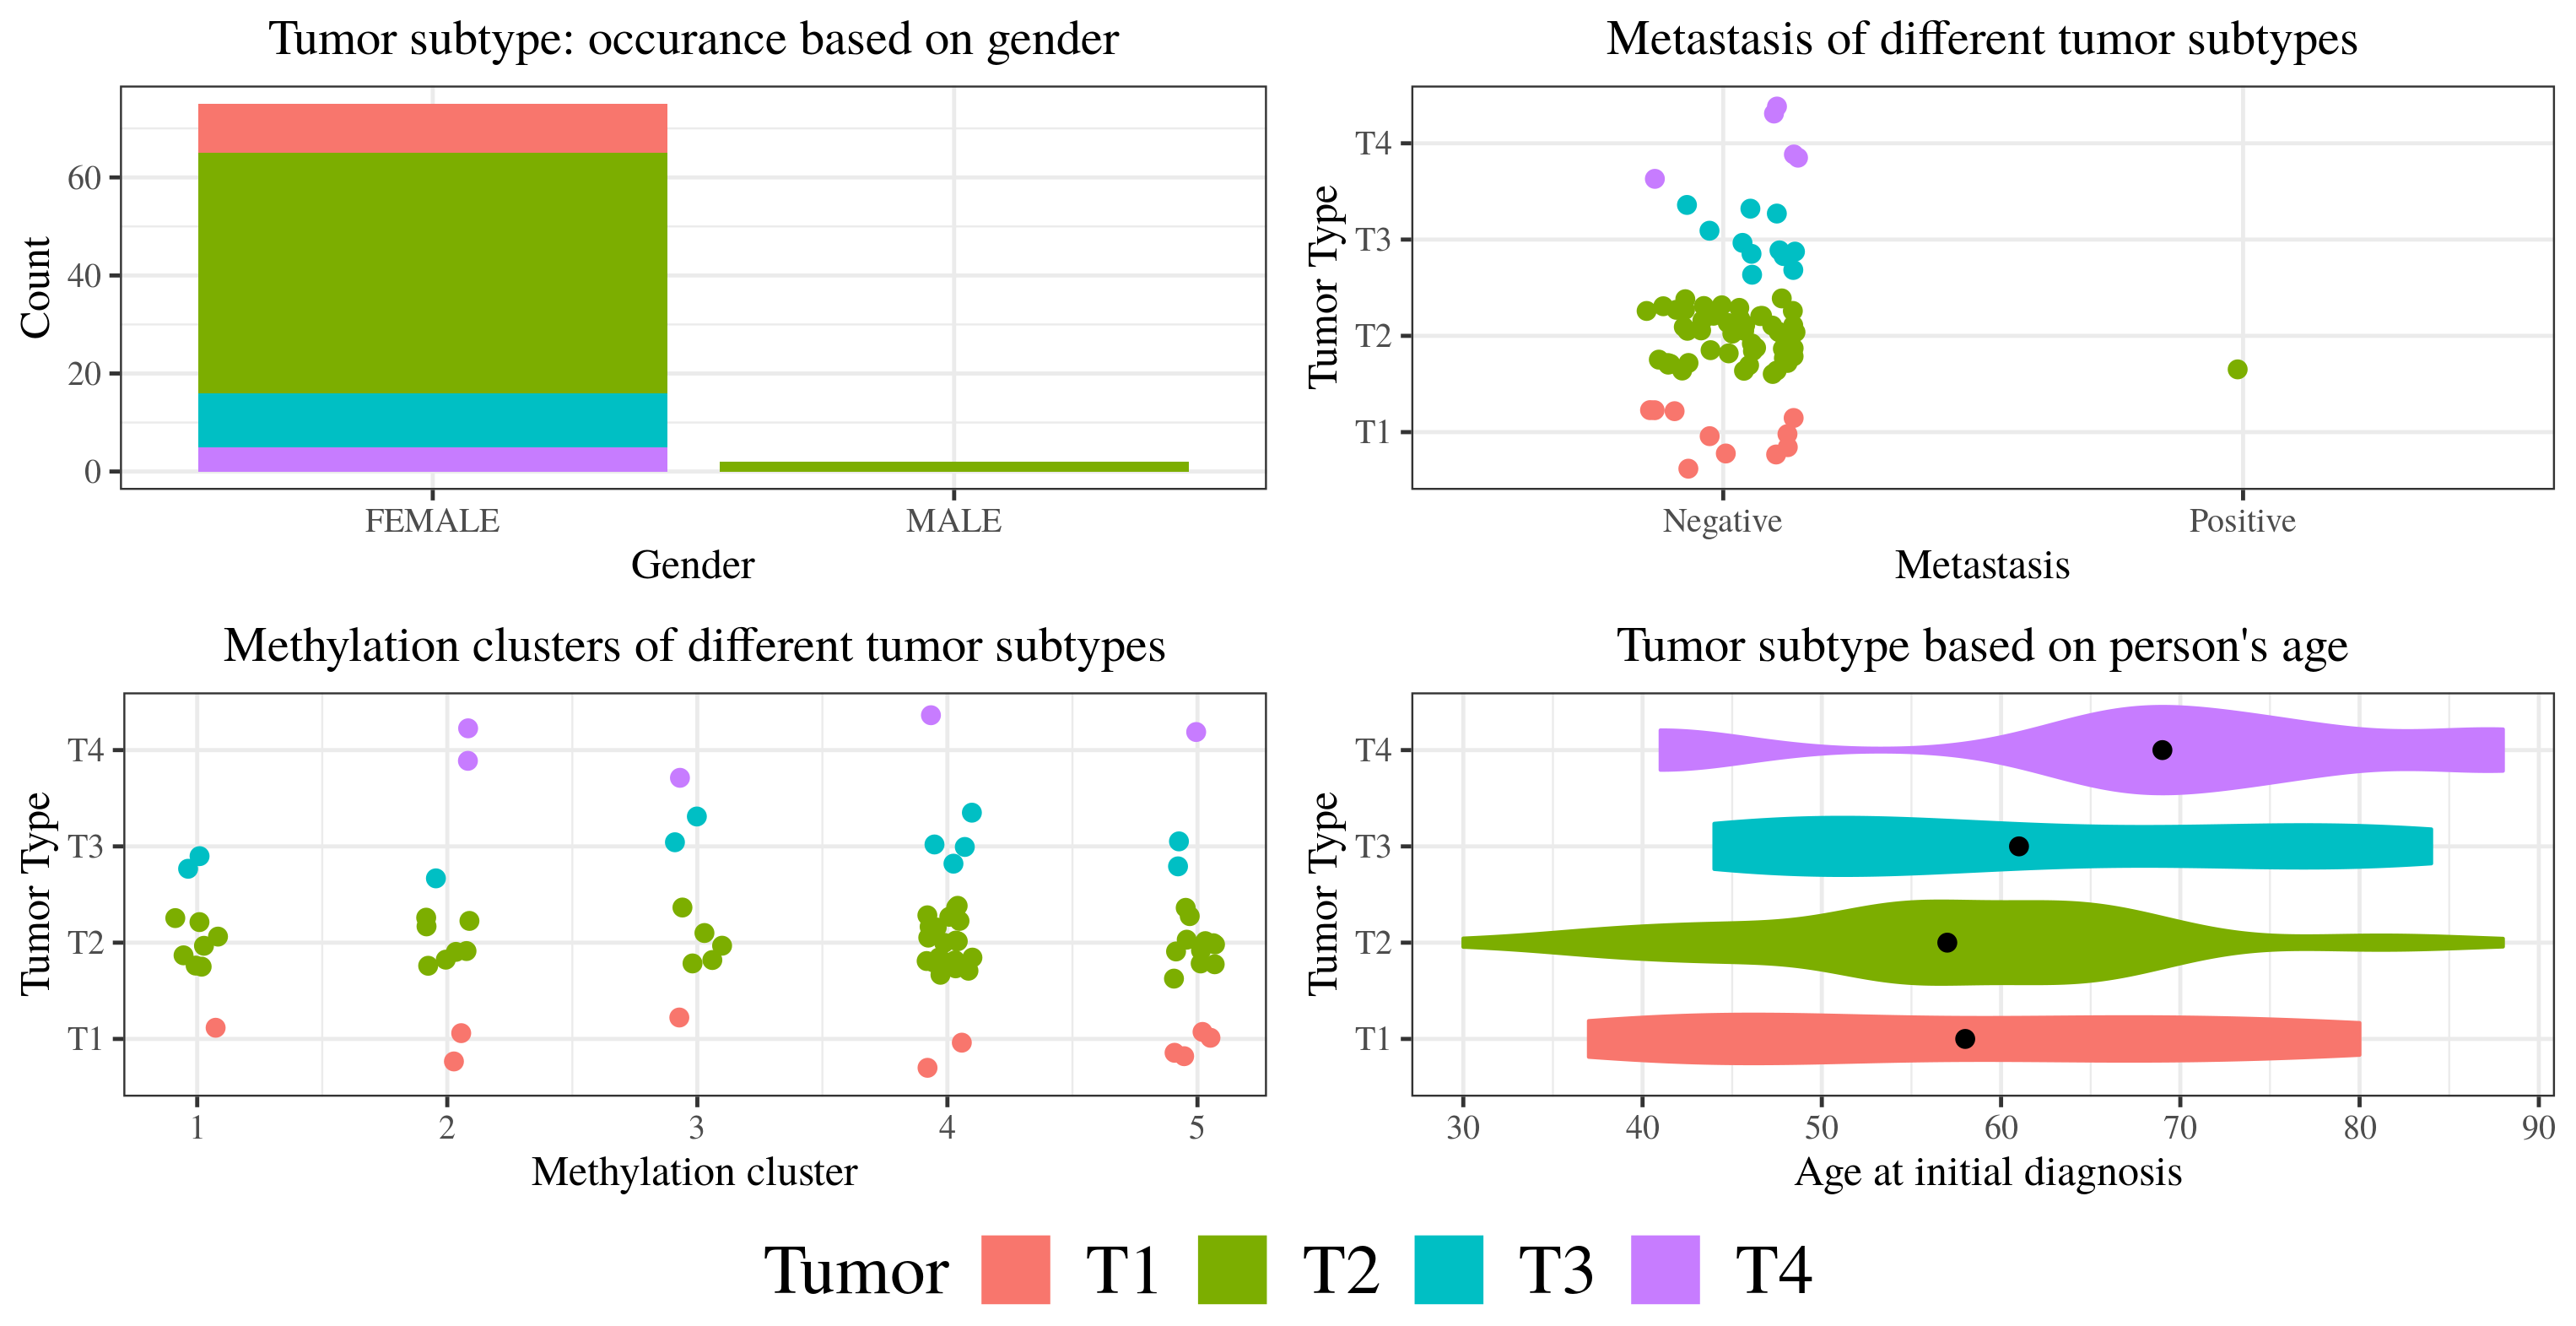 Tumor subtype: occurance based on gender
Count
60
40
20
0
FEMALE
MALE
Gender
Metastasis of different tumor subtypes
Tumor Type
T4
T3
T2
T1
Negative
Positive
Metastasis
Methylation clusters of different tumor subtypes
Tumor Type
T4
T3
T2
T1
1
2
3
4
5
Methylation cluster
Tumor subtype based on person's age
Tumor Type
T4
T3
T2
T1
30
40
50
60
70
80
90
Age at initial diagnosis
Tumor T1 T2 T3 T4